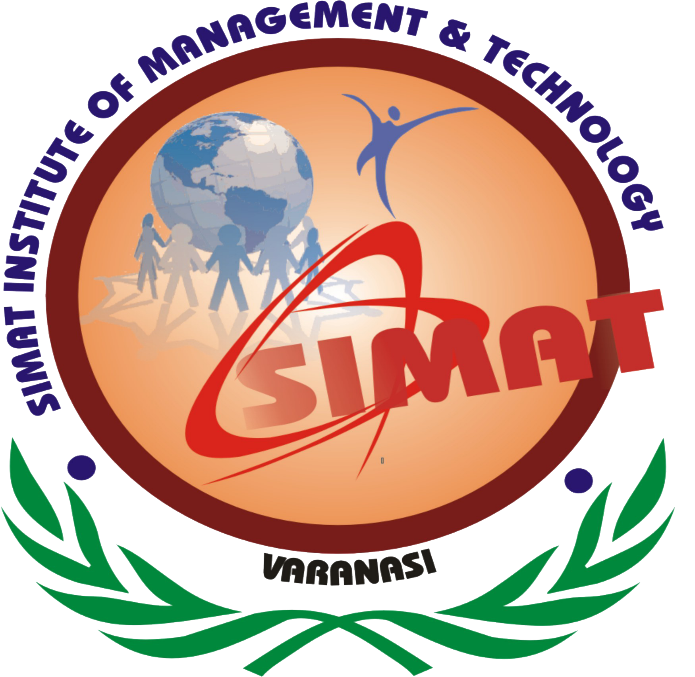 SIMAT INSTITUTE OF MANAGEMENT & TECHNOLOGY
SIMAT
VARANASI